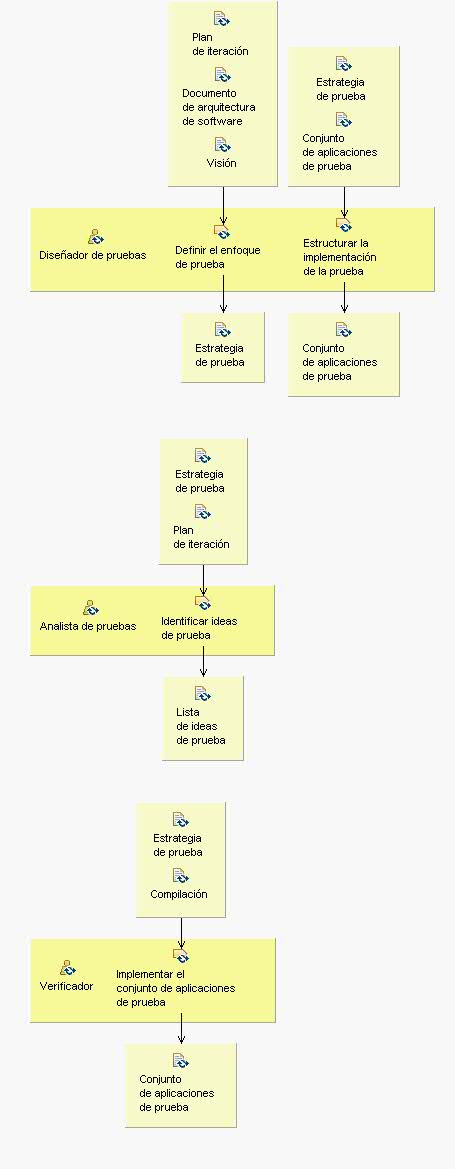 Plan
de iteración
Documento
de arquitectura
de software
Visión
Estrategia
de prueba
Conjunto
de aplicaciones
de prueba
Diseñador de pruebas
Definir el enfoque
de prueba
Estructurar la
implementación
de la prueba
Estrategia
de prueba
Conjunto
de aplicaciones
de prueba
Estrategia
de prueba
Plan
de iteración
Analista de pruebas
Identificar ideas
de prueba
Lista
de ideas
de prueba
Estrategia
de prueba
Compilación
Verificador
Implementar el
conjunto de aplicaciones
de prueba
Conjunto
de aplicaciones
de prueba